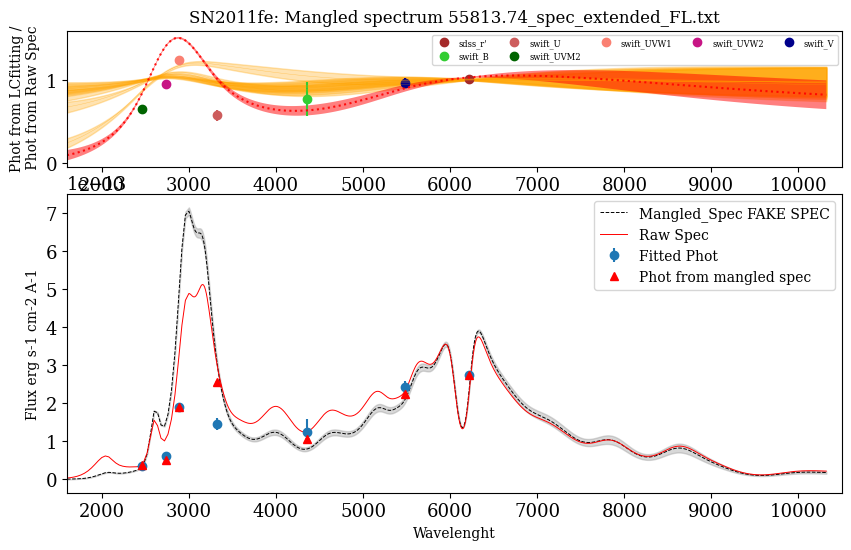 SN2011fe: Mangled spectrum 55813.74_spec_extended_FL.txt
Phot from LCfitting /
Phot from Raw Spec
1
0
sdss_r' swift_U swift_UVW1 swift_UVW2 swift_V
swift_B swift_UVM2
2000 3000 4000 5000 6000 7000 8000 9000 10000
1e−13
Flux erg s-1 cm-2 A-1
7
6
5
4
3
2
1
0
Mangled_Spec FAKE SPEC
Raw Spec
Fitted Phot
Phot from mangled spec
2000 3000 4000 5000 6000 7000 8000 9000 10000
Wavelenght